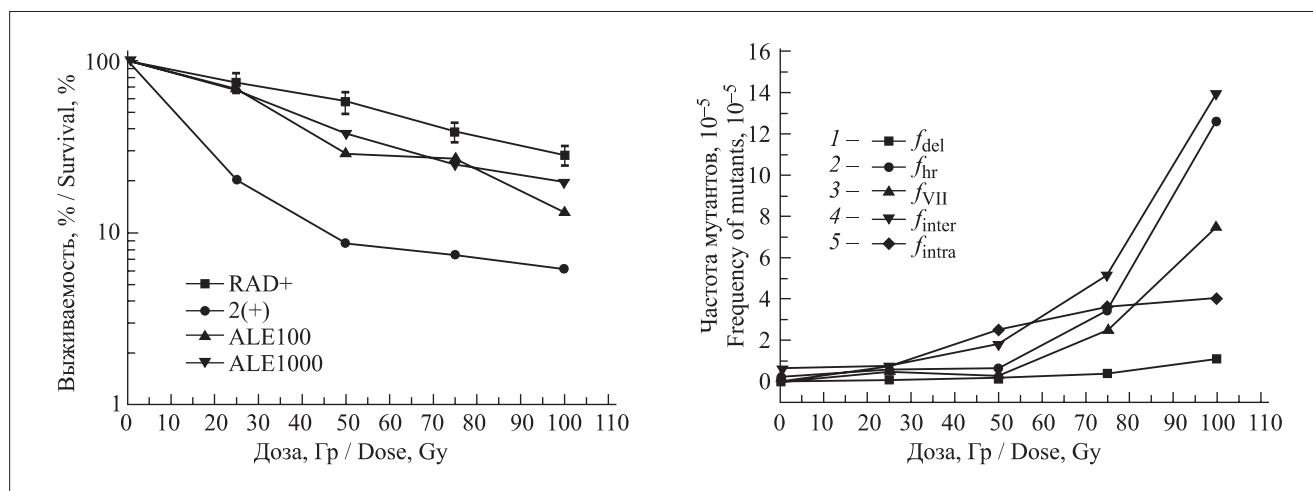 Выживаемость, % / Survival, %
100
10
1
RAD+
2(+)
ALE100
ALE1000
0 10 20 30 40 50 60 70 80 90 100 110
Доза, Гр / Dose, Gy
Частота мутантов, 10⁻⁵
Frequency of mutants, 10⁻⁵
16
14
12
10
8
6
4
2
0
1 – f_del
2 – f_hr
3 – f_VII
4 – f_inter
5 – f_intra
0 10 20 30 40 50 60 70 80 90 100 110
Доза, Гр / Dose, Gy